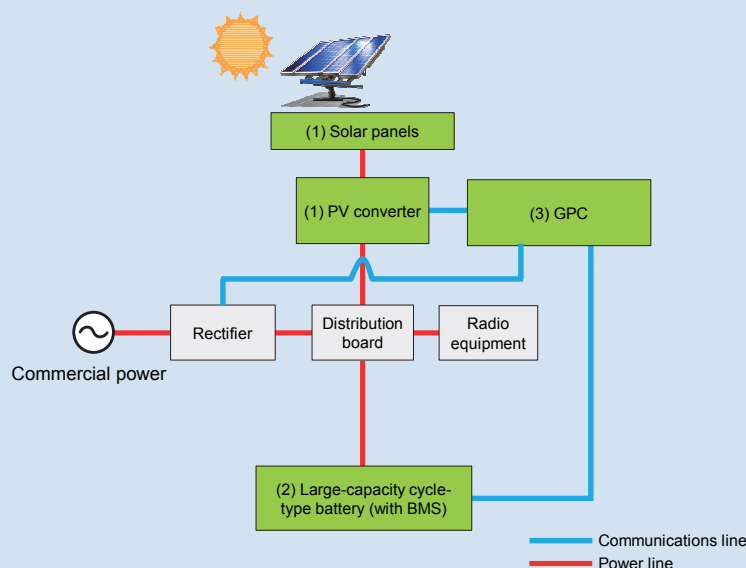 (1) Solar panels
(1) PV converter
(3) GPC
Rectifier
Distribution
board
Radio
equipment
Commercial power
(2) Large-capacity cycle-
type battery (with BMS)
Communications line
Power line